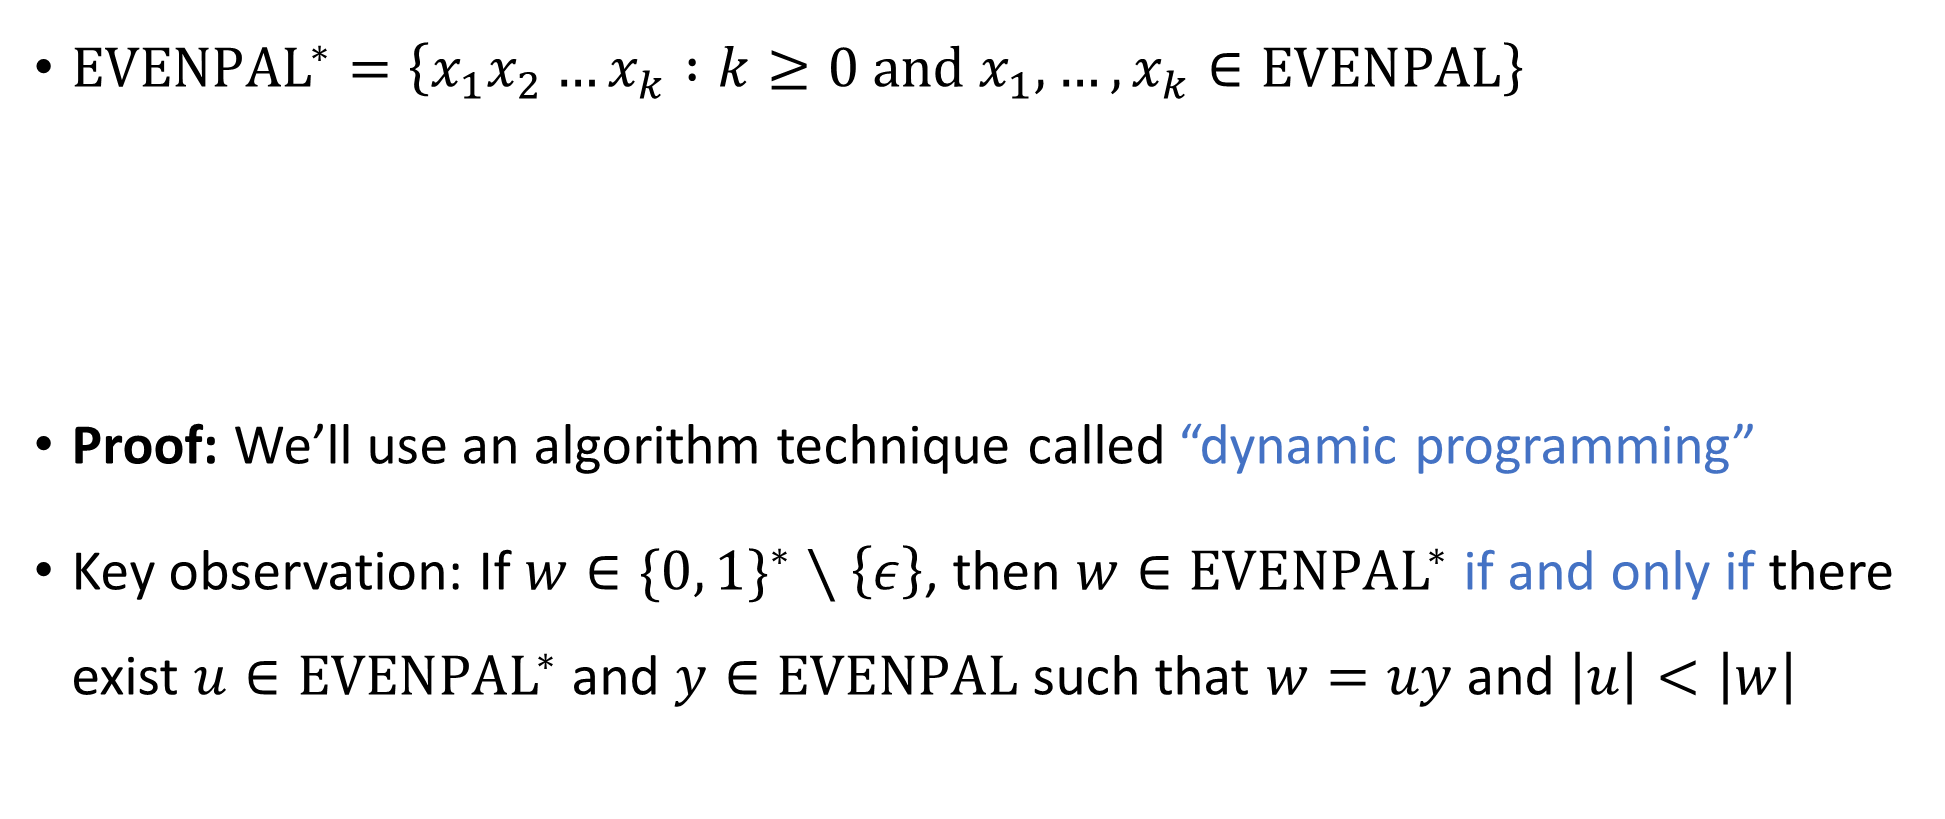 • EVENPAL* = {x₁x₂ … xₖ : k ≥ 0 and x₁, … , xₖ ∈ EVENPAL}
• Proof: We’ll use an algorithm technique called “dynamic programming”
• Key observation: If w ∈ {0, 1}* \ {ϵ}, then w ∈ EVENPAL* if and only if there
exist u ∈ EVENPAL* and y ∈ EVENPAL such that w = uy and |u| < |w|